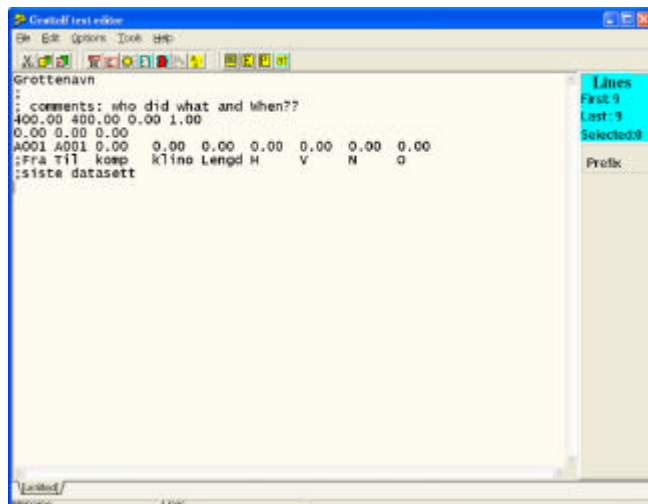 Grottolf text editor
File Edit Options Tools Help
Grottenavn
;
; comments: who did what and When??
400.00 400.00 0.00 1.00
0.00 0.00 0.00
A001 A001 0.00 0.00 0.00 0.00 0.00 0.00 0.00
;Fra Til komp klino Lengd H V N O
;siste datasett
Lines
First: 9
Last : 9
Selected:0
Prefix
Untitled